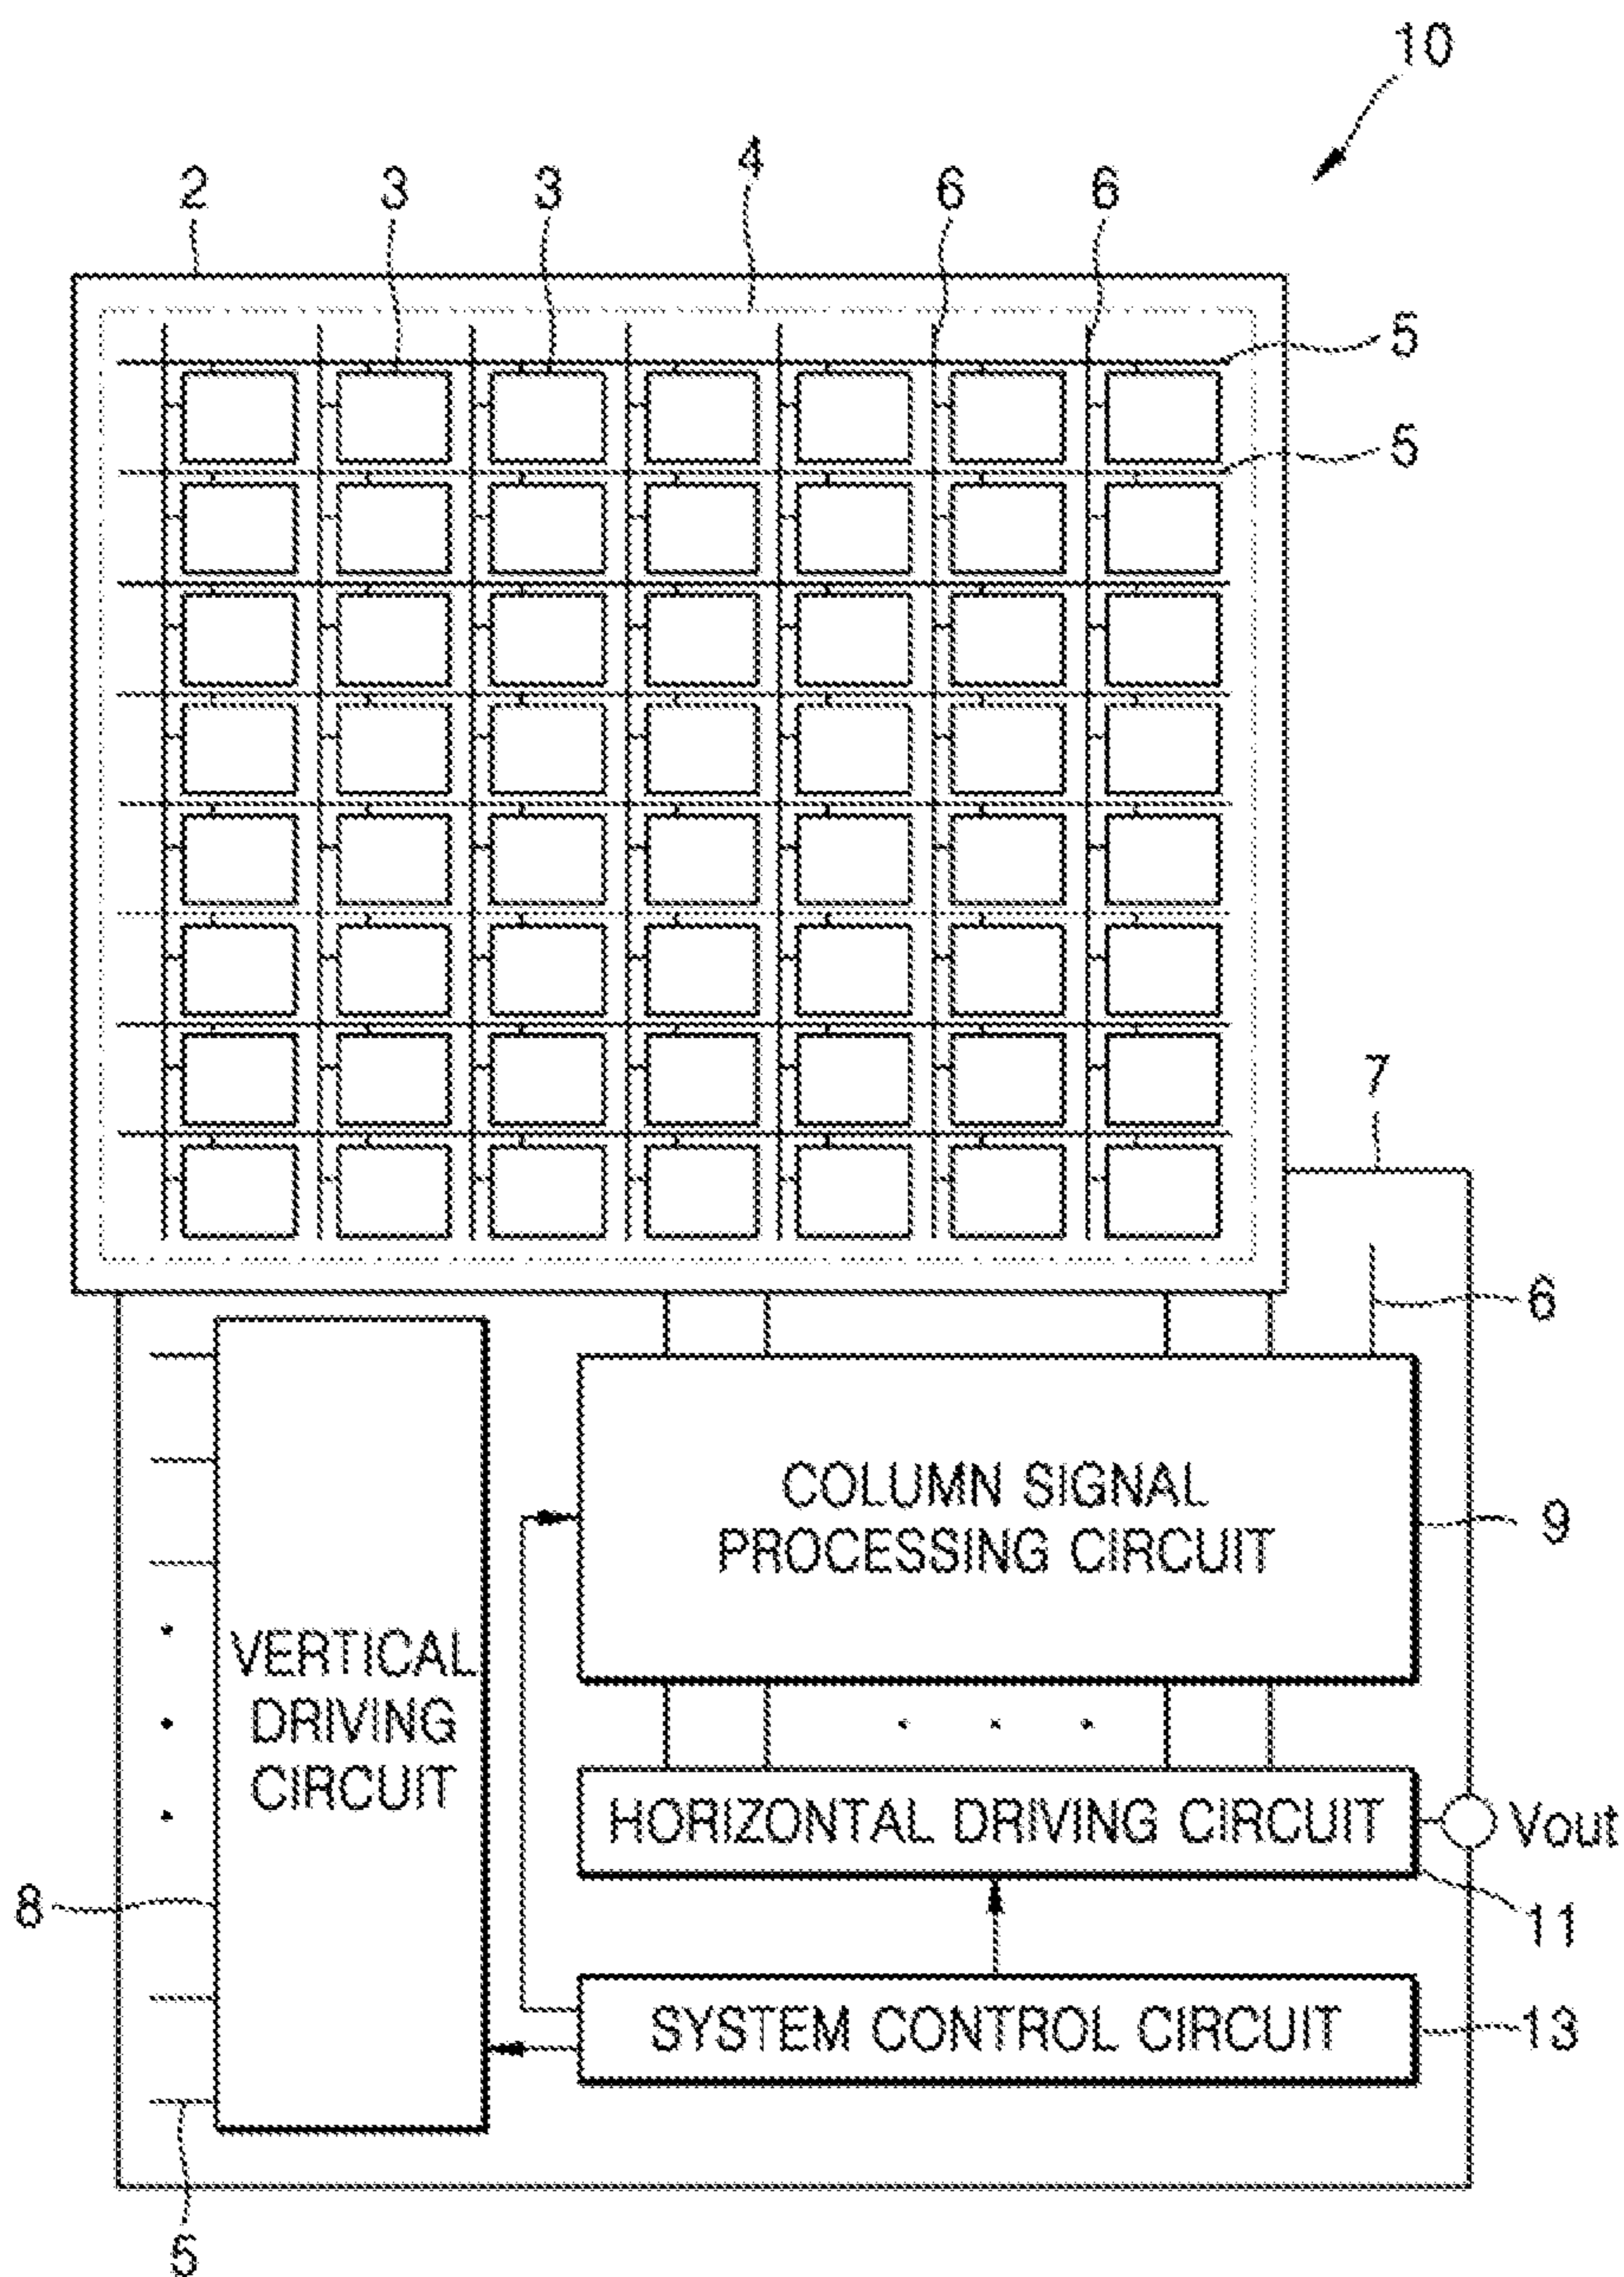 10
2 3 3 4 6 6
5
5
7
6
COLUMN SIGNAL
PROCESSING CIRCUIT
9
VERTICAL
DRIVING
CIRCUIT
HORIZONTAL DRIVING CIRCUIT
Vout
8
11
SYSTEM CONTROL CIRCUIT
13
5